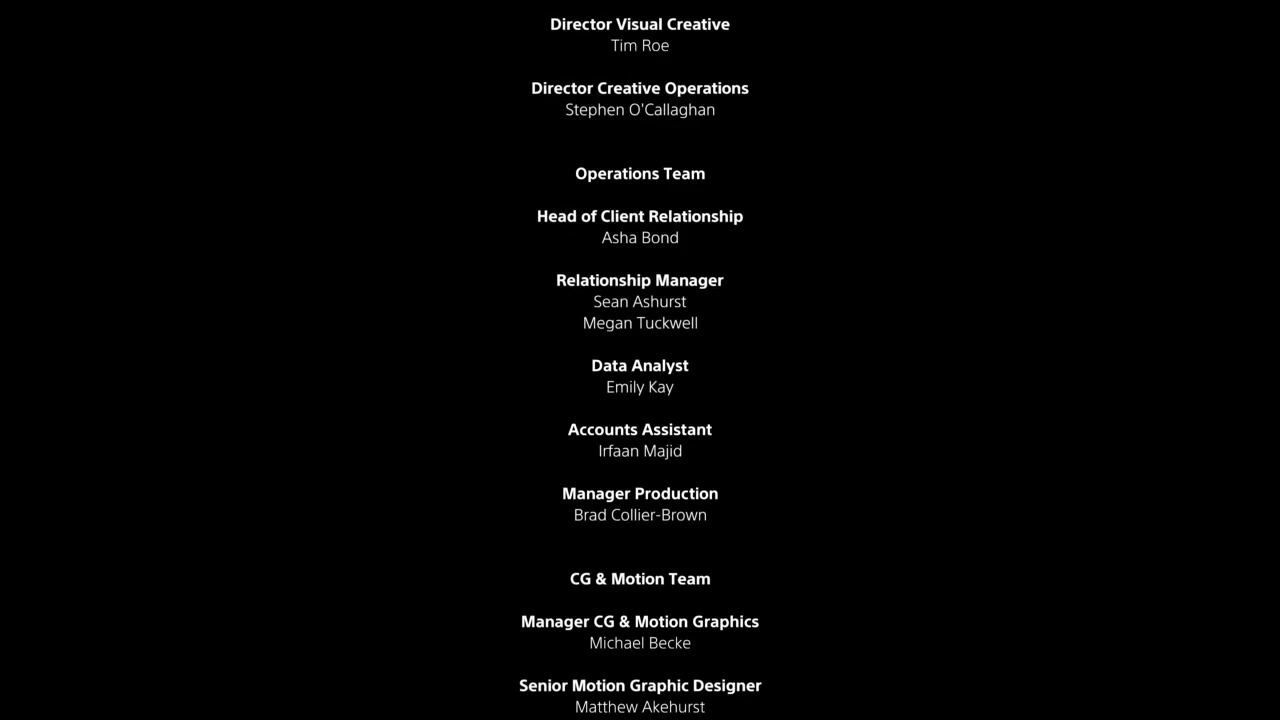 Director Visual Creative
Tim Roe
Director Creative Operations
Stephen O'Callaghan
Operations Team
Head of Client Relationship
Asha Bond
Relationship Manager
Sean Ashurst
Megan Tuckwell
Data Analyst
Emily Kay
Accounts Assistant
Irfaan Majid
Manager Production
Brad Collier-Brown
CG & Motion Team
Manager CG & Motion Graphics
Michael Becke
Senior Motion Graphic Designer
Matthew Akehurst